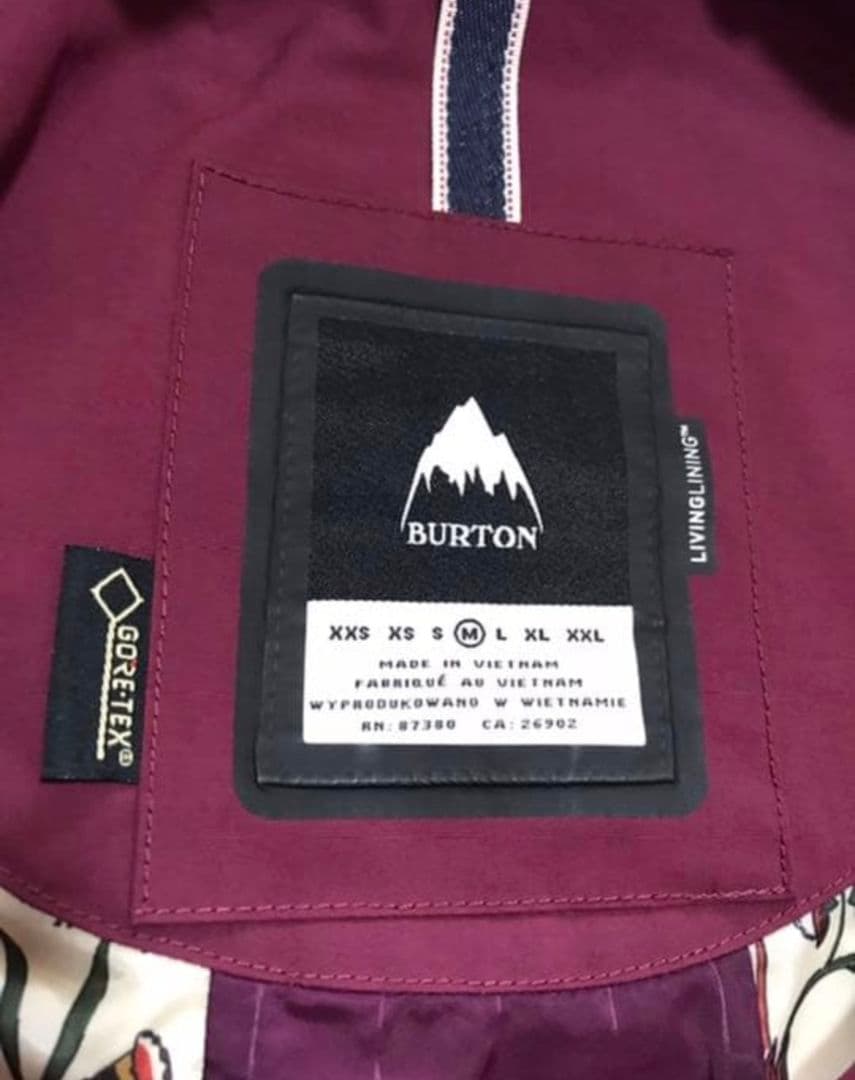 BURTON
XXS XS S M L XL XXL
MADE IN VIETNAM
FABRIQUÉ AU VIETNAM
WYPRODUKOWANO W WIETNAMIE
RN: 87380 CA: 26902
LIVINGLINING™
GORE-TEX®